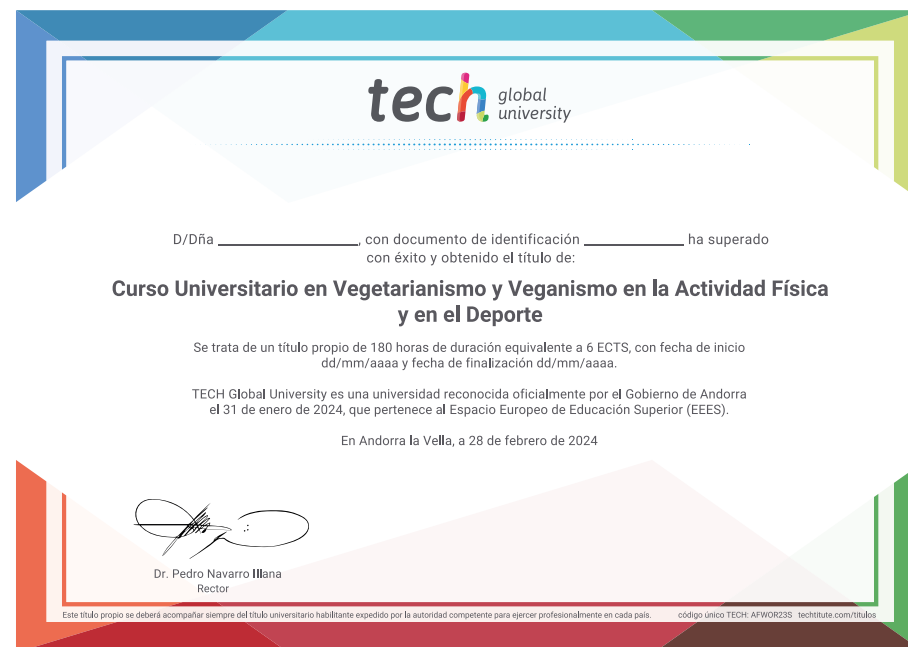 tech global
university
D/Dña ____________________, con documento de identificación ______________ ha superado
con éxito y obtenido el título de:
Curso Universitario en Vegetarianismo y Veganismo en la Actividad Física
y en el Deporte
Se trata de un título propio de 180 horas de duración equivalente a 6 ECTS, con fecha de inicio
dd/mm/aaaa y fecha de finalización dd/mm/aaaa.
TECH Global University es una universidad reconocida oficialmente por el Gobierno de Andorra
el 31 de enero de 2024, que pertenece al Espacio Europeo de Educación Superior (EEES).
En Andorra la Vella, a 28 de febrero de 2024
Dr. Pedro Navarro Illana
Rector
Este título propio se deberá acompañar siempre del título universitario habilitante expedido por la autoridad competente para ejercer profesionalmente en cada país. código único TECH: AFWOR23S techtitute.com/titulos